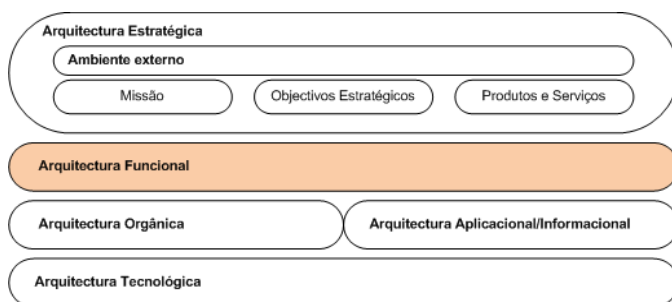 Arquitectura Estratégica
Ambiente externo
Missão
Objectivos Estratégicos
Produtos e Serviços
Arquitectura Funcional
Arquitectura Orgânica
Arquitectura Aplicacional/Informacional
Arquitectura Tecnológica